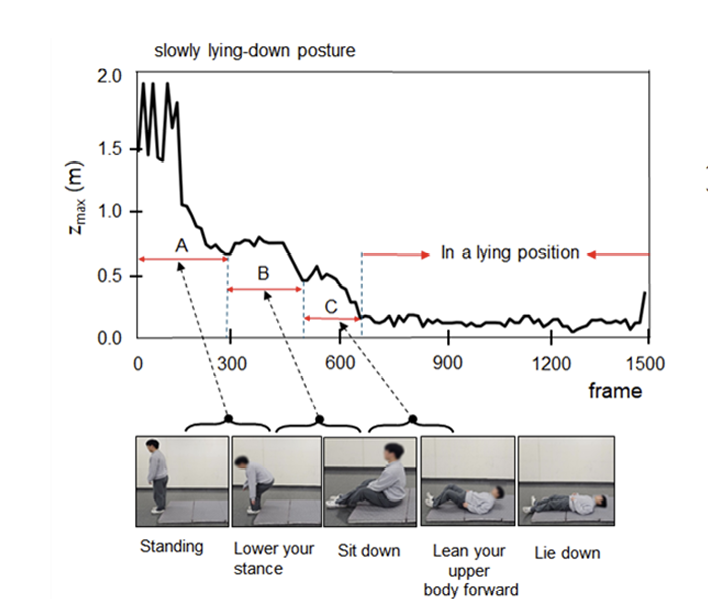 slowly lying-down posture
2.0
1.5
1.0
0.5
0.0
zmax (m)
A
B
C
In a lying position
0
300
600
900
1200
1500
frame
Standing
Lower your
stance
Sit down
Lean your
upper
body forward
Lie down